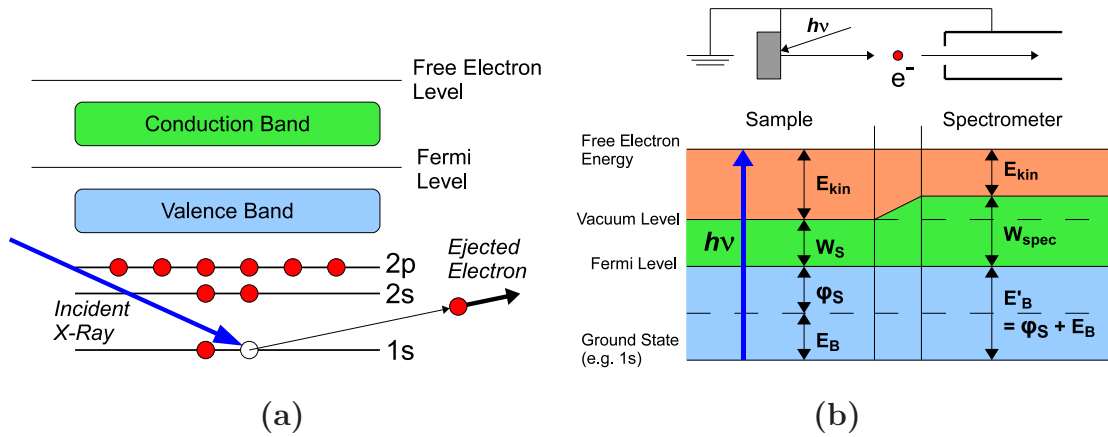 Free Electron
Level
Conduction Band
Fermi
Level
Valence Band
2p
2s
1s
Incident
X-Ray
Ejected
Electron
(a)
hν
e-
Sample
Spectrometer
Free Electron
Energy
Vacuum Level
Fermi Level
Ground State
(e.g. 1s)
hν
Ekin
WS
φS
EB
Ekin
Wspec
E'B
= φS + EB
(b)